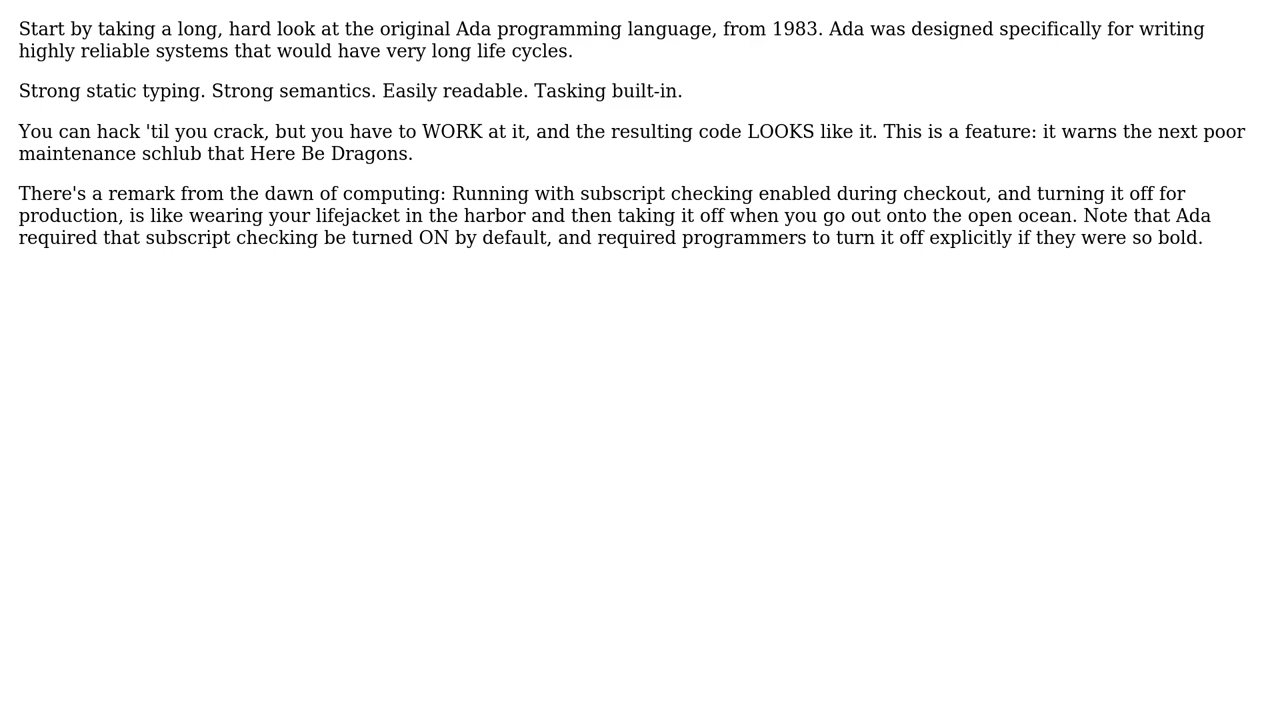 Start by taking a long, hard look at the original Ada programming language, from 1983. Ada was designed specifically for writing
highly reliable systems that would have very long life cycles.
Strong static typing. Strong semantics. Easily readable. Tasking built-in.
You can hack 'til you crack, but you have to WORK at it, and the resulting code LOOKS like it. This is a feature: it warns the next poor
maintenance schlub that Here Be Dragons.
There's a remark from the dawn of computing: Running with subscript checking enabled during checkout, and turning it off for
production, is like wearing your lifejacket in the harbor and then taking it off when you go out onto the open ocean. Note that Ada
required that subscript checking be turned ON by default, and required programmers to turn it off explicitly if they were so bold.